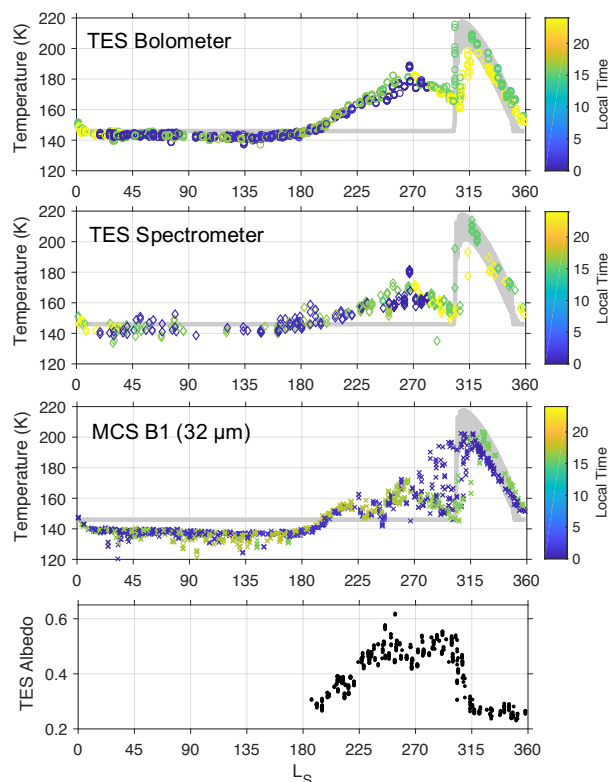 220
200
180
160
140
120
Temperature (K)
TES Bolometer
0 45 90 135 180 225 270 315 360
20
15
10
5
0
Local Time
220
200
180
160
140
120
Temperature (K)
TES Spectrometer
0 45 90 135 180 225 270 315 360
20
15
10
5
0
Local Time
220
200
180
160
140
120
Temperature (K)
MCS B1 (32 µm)
0 45 90 135 180 225 270 315 360
20
15
10
5
0
Local Time
0.6
0.4
0.2
TES Albedo
0 45 90 135 180 225 270 315 360
L_S